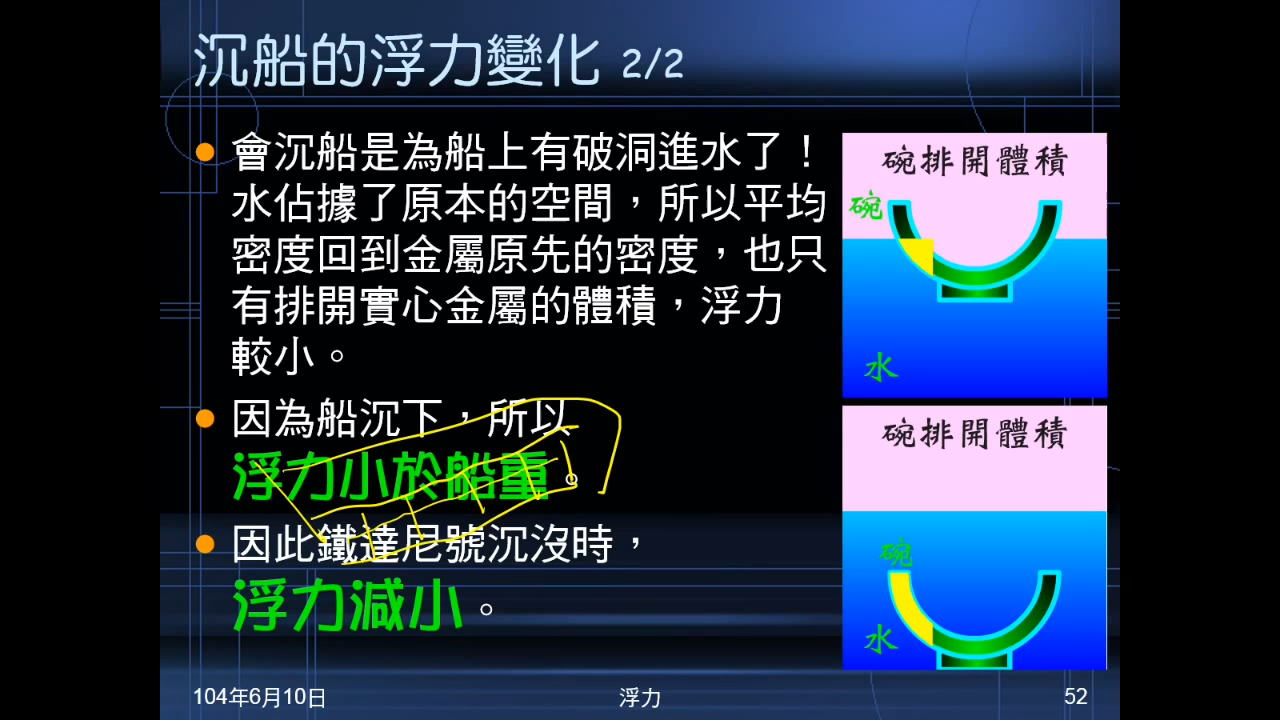 沉船的浮力變化 2/2
會沉船是為船上有破洞進水了！
水佔據了原本的空間，所以平均
密度回到金屬原先的密度，也只
有排開實心金屬的體積，浮力
較小。
因為船沉下，所以
浮力小於船重。
因此鐵達尼號沉沒時，
浮力減小。
碗排開體積
碗
水
碗排開體積
碗
水
104年6月10日
浮力
52